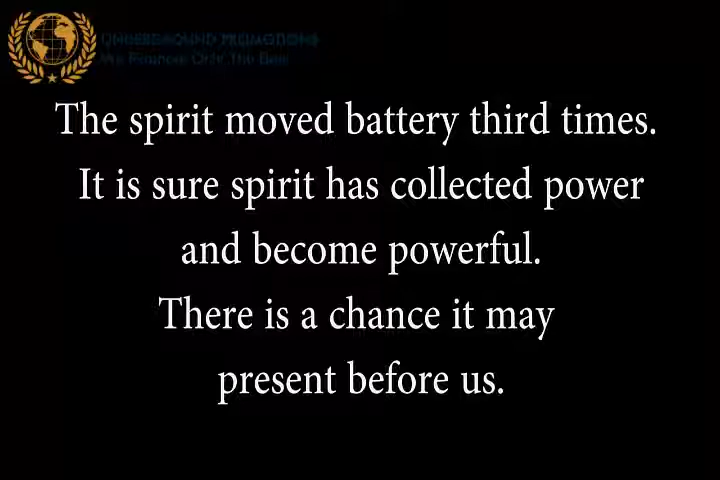 The spirit moved battery third times.
It is sure spirit has collected power
and become powerful.
There is a chance it may
present before us.